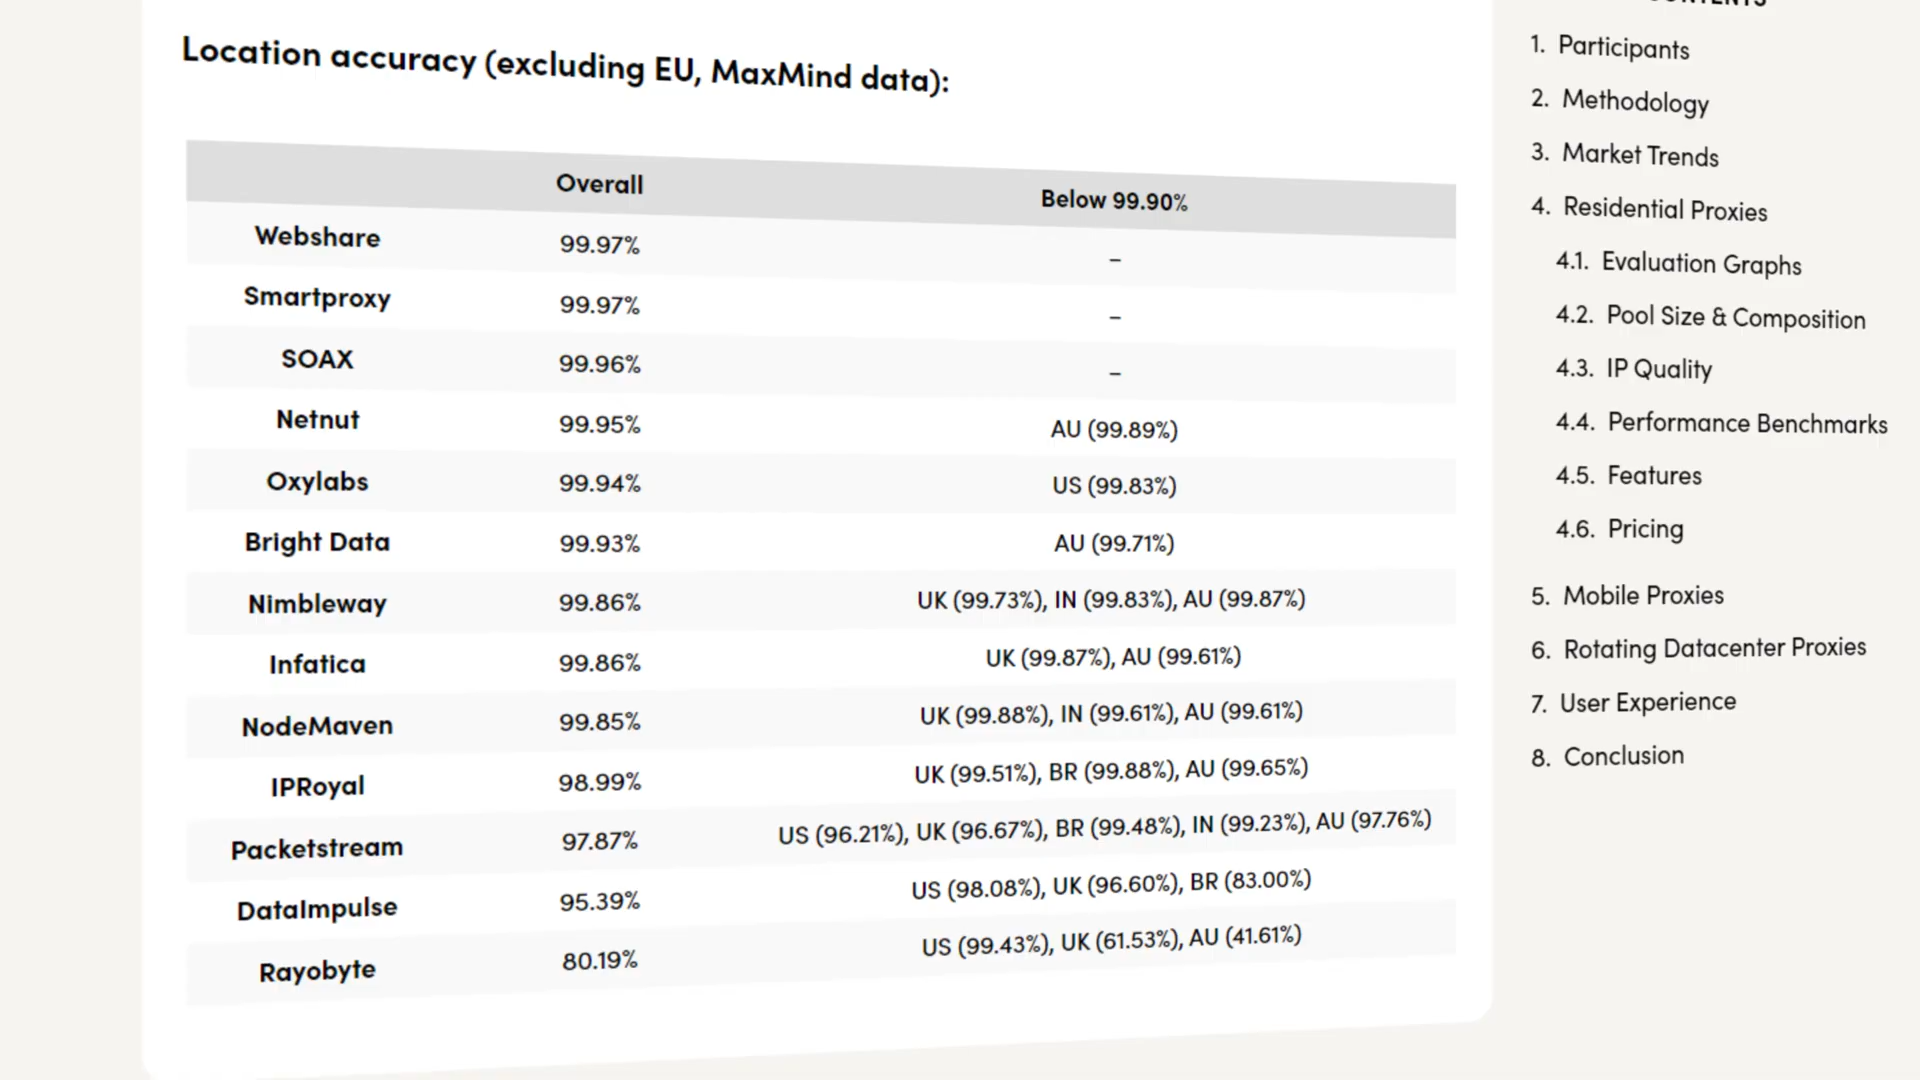 Location accuracy (excluding EU, MaxMind data):
Overall Below 99.90%
Webshare 99.97% –
Smartproxy 99.97% –
SOAX 99.96% –
Netnut 99.95% AU (99.89%)
Oxylabs 99.94% US (99.83%)
Bright Data 99.93% AU (99.71%)
Nimbleway 99.86% UK (99.73%), IN (99.83%), AU (99.87%)
Infatica 99.86% UK (99.87%), AU (99.61%)
NodeMaven 99.85% UK (99.88%), IN (99.61%), AU (99.61%)
IPRoyal 98.99% UK (99.51%), BR (99.88%), AU (99.65%)
Packetstream 97.87% US (96.21%), UK (96.67%), BR (99.48%), IN (99.23%), AU (97.76%)
DataImpulse 95.39% US (98.08%), UK (96.60%), BR (83.00%)
Rayobyte 80.19% US (99.43%), UK (61.53%), AU (41.61%)
1. Participants
2. Methodology
3. Market Trends
4. Residential Proxies
4.1. Evaluation Graphs
4.2. Pool Size & Composition
4.3. IP Quality
4.4. Performance Benchmarks
4.5. Features
4.6. Pricing
5. Mobile Proxies
6. Rotating Datacenter Proxies
7. User Experience
8. Conclusion